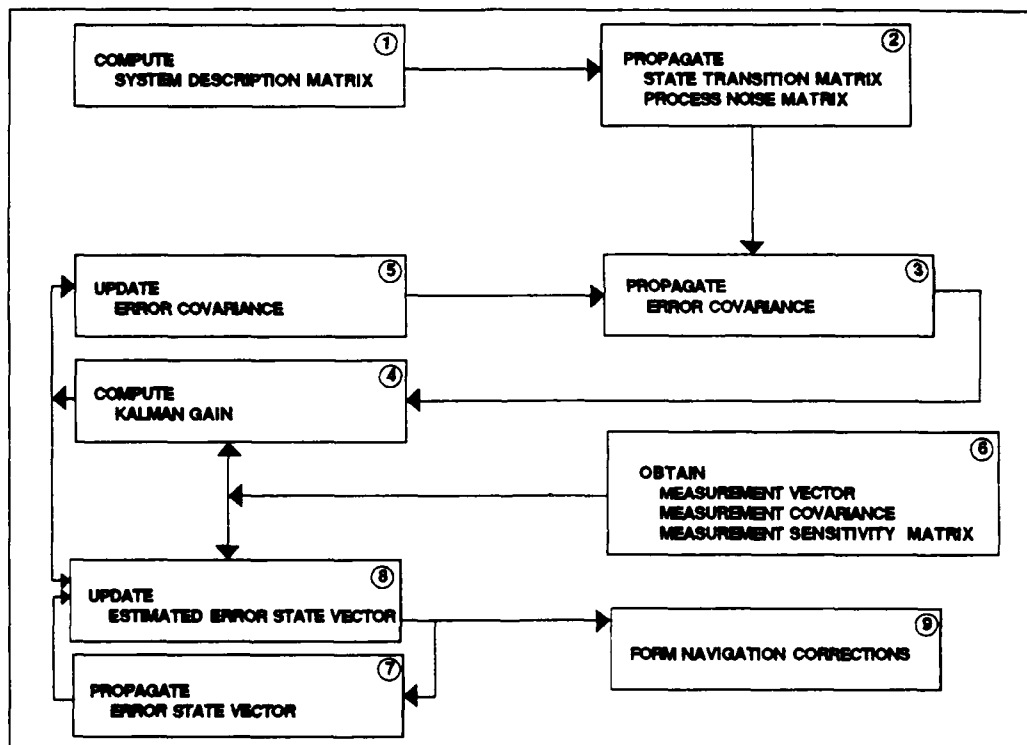 ①
COMPUTE
SYSTEM DESCRIPTION MATRIX
②
PROPAGATE
STATE TRANSITION MATRIX
PROCESS NOISE MATRIX
⑤
UPDATE
ERROR COVARIANCE
③
PROPAGATE
ERROR COVARIANCE
④
COMPUTE
KALMAN GAIN
⑥
OBTAIN
MEASUREMENT VECTOR
MEASUREMENT COVARIANCE
MEASUREMENT SENSITIVITY MATRIX
⑧
UPDATE
ESTIMATED ERROR STATE VECTOR
⑨
FORM NAVIGATION CORRECTIONS
⑦
PROPAGATE
ERROR STATE VECTOR